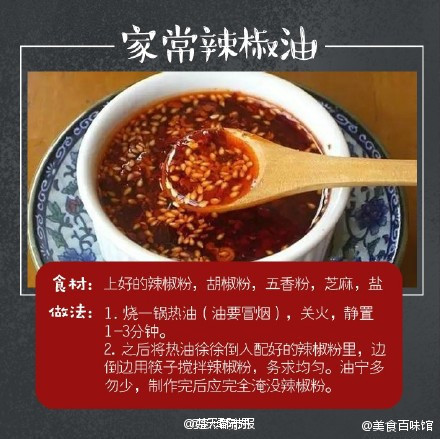 家常辣椒油
食材：上好的辣椒粉，胡椒粉，五香粉，芝麻，盐
做法：1.烧一锅热油（油要冒烟），关火，静置
1-3分钟。
2.之后将热油徐徐倒入配好的辣椒粉里，边
倒边用筷子搅拌辣椒粉，务求均匀。油宁多
勿少，制作完后应完全淹没辣椒粉。
@美食百味馆